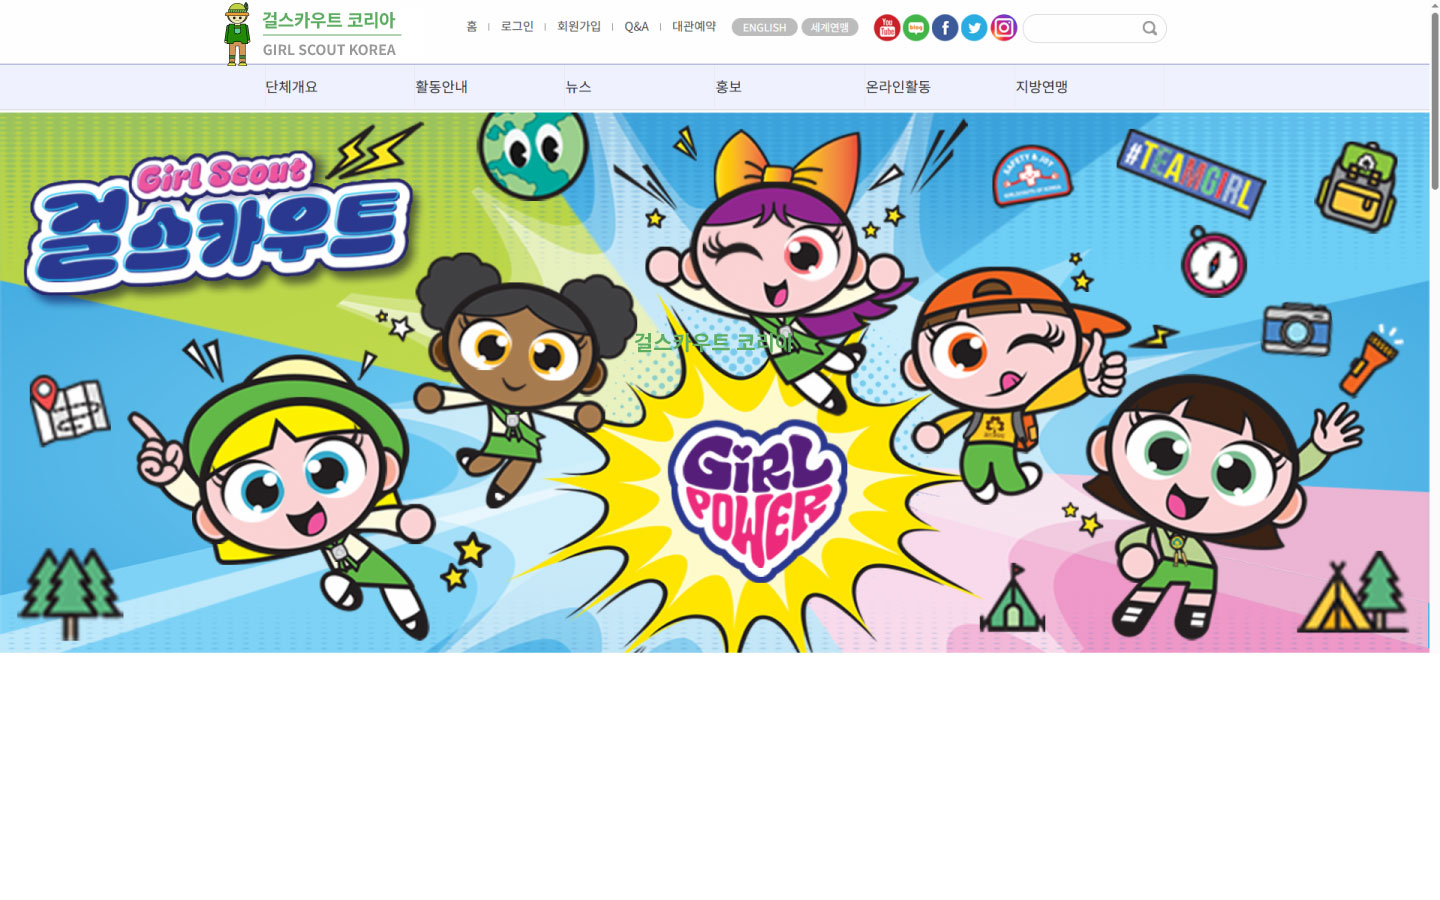 걸스카우트 코리아
GIRL SCOUT KOREA
홈
로그인
회원가입
Q&A
대관예약
ENGLISH
세계연맹
You Tube
blog
단체개요
활동안내
뉴스
홍보
온라인활동
지방연맹
Girl Scout
걸스카우트
SAFETY & JOY
#TEAMGIRL
걸스카우트 코리아
GIRL
POWER